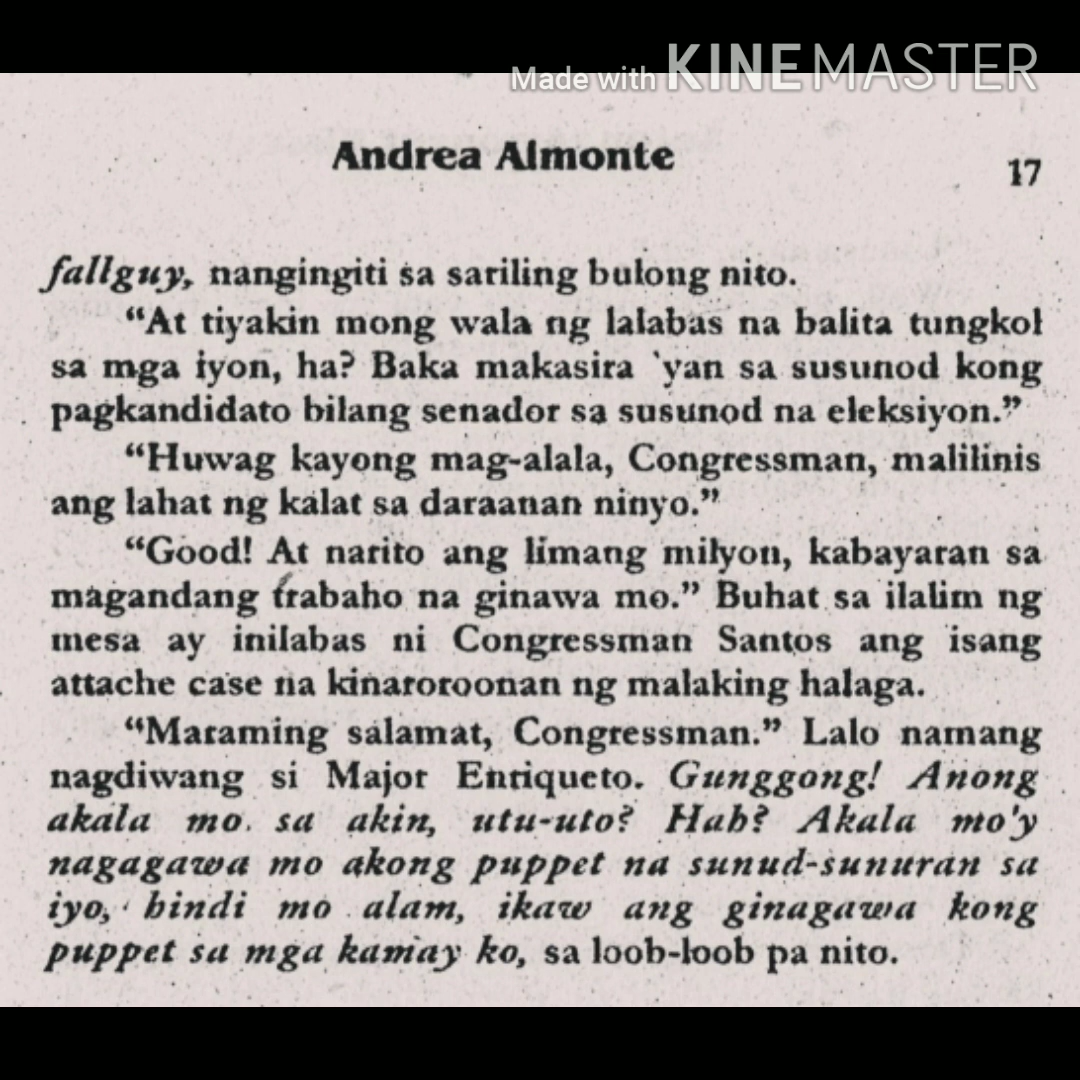 Made with KINEMASTER
Andrea Almonte
17
fallguy, nangingiti sa sariling bulong nito.
“At tiyakin mong wala ng lalabas na balita tungkol
sa mga iyon, ha? Baka makasira 'yan sa susunod kong
pagkandidato bilang senador sa susunod na eleksiyon.”
“Huwag kayong mag-alala, Congressman, malilinis
ang lahat ng kalat sa daraanan ninyo.”
“Good! At narito ang limang milyon, kabayaran sa
magandang trabaho na ginawa mo.” Buhat sa ilalim ng
mesa ay inilabas ni Congressman Santos ang isang
attache case na kinaroroonan ng malaking halaga.
“Maraming salamat, Congressman.” Lalo namang
nagdiwang si Major Enriqueto. Gunggong! Anong
akala mo sa akin, utu-uto? Hah? Akala mo'y
nagagawa mo akong puppet na sunud-sunuran sa
iyo, hindi mo alam, ikaw ang ginagawa kong
puppet sa mga kamay ko, sa loob-loob pa nito.